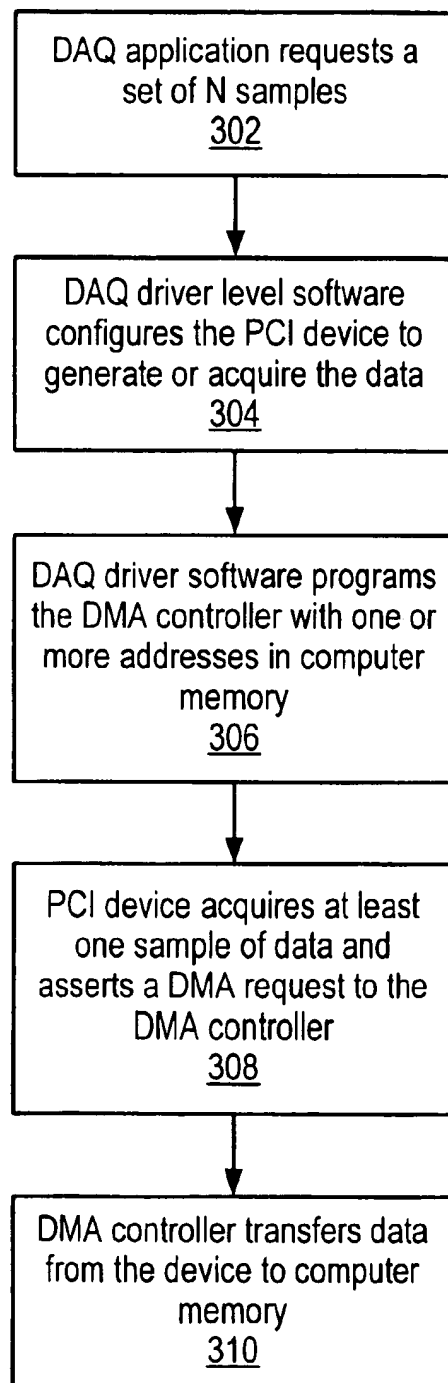 DAQ application requests a
set of N samples
302
DAQ driver level software
configures the PCI device to
generate or acquire the data
304
DAQ driver software programs
the DMA controller with one or
more addresses in computer
memory
306
PCI device acquires at least
one sample of data and
asserts a DMA request to the
DMA controller
308
DMA controller transfers data
from the device to computer
memory
310